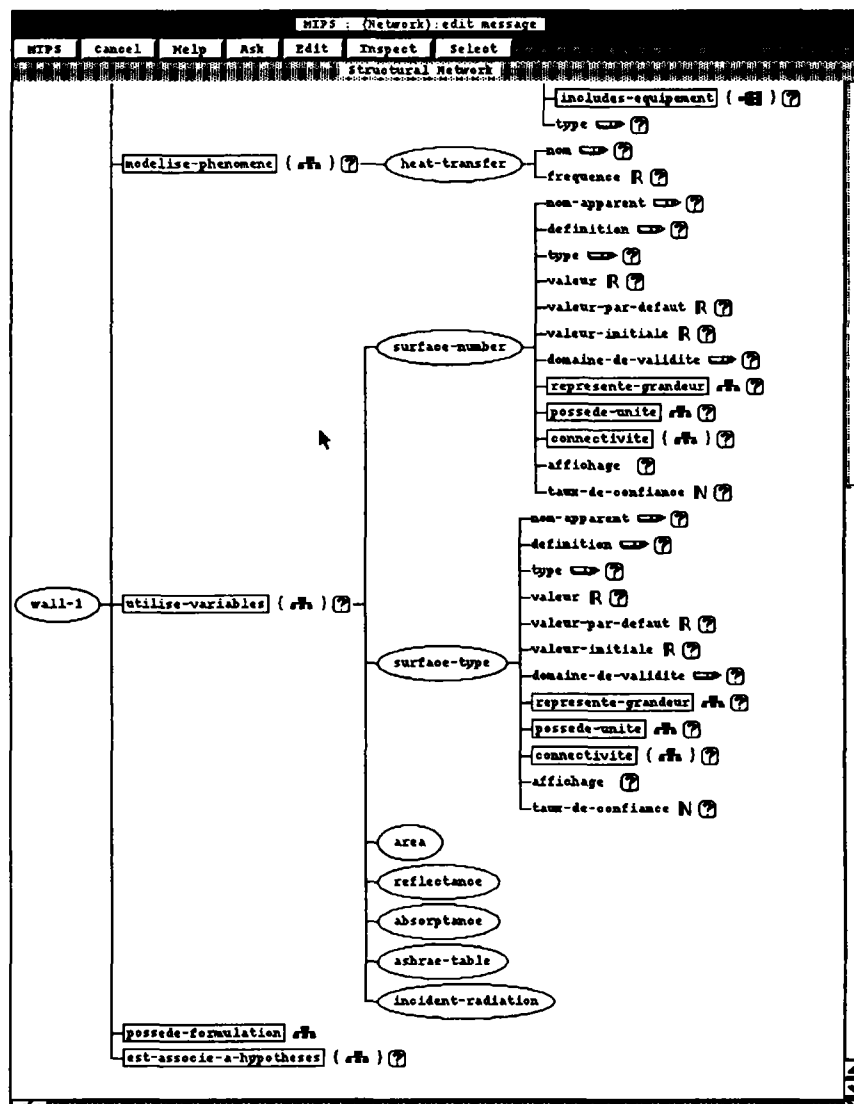 MIPS : (Network):edit message
MIPS Cancel Help Ask Edit Inspect Select
Structural Network
includes-equipement { } ?
type ?
modelise-phenomene { } ? heat-transfer
nom ?
frequence R ?
surface-number
nom-apparent ?
definition ?
type ?
valeur R ?
valeur-par-defaut R ?
valeur-initiale R ?
domaine-de-validite ?
represente-grandeur ?
possede-unite ?
connectivite { } ?
affichage ?
taux-de-confiance N ?
wall-1 utilise-variables { } ?
surface-type
nom-apparent ?
definition ?
type ?
valeur R ?
valeur-par-defaut R ?
valeur-initiale R ?
domaine-de-validite ?
represente-grandeur ?
possede-unite ?
connectivite { } ?
affichage ?
taux-de-confiance N ?
area
reflectance
absorptance
ashrae-table
incident-radiation
possede-formulation
est-associe-a-hypotheses { } ?